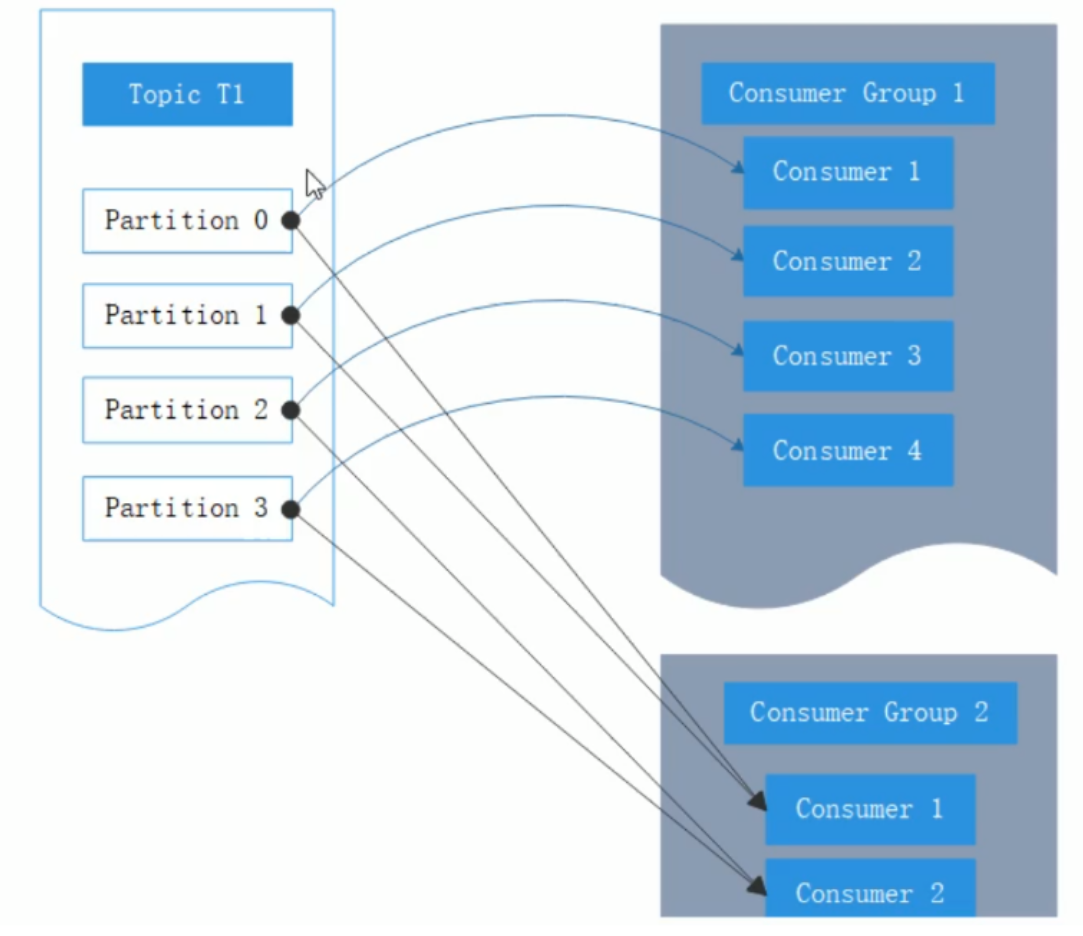 Topic T1
Partition 0
Partition 1
Partition 2
Partition 3
Consumer Group 1
Consumer 1
Consumer 2
Consumer 3
Consumer 4
Consumer Group 2
Consumer 1
Consumer 2